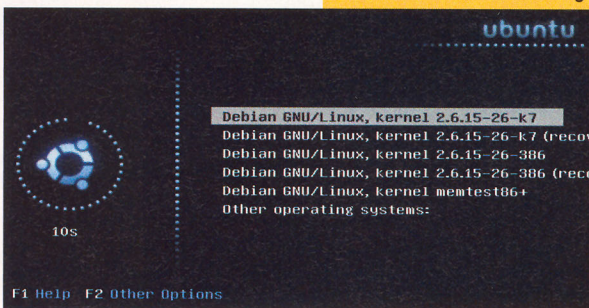 ubuntu
Debian GNU/Linux, kernel 2.6.15-26-k7
Debian GNU/Linux, kernel 2.6.15-26-k7 (recov
Debian GNU/Linux, kernel 2.6.15-26-386
Debian GNU/Linux, kernel 2.6.15-26-386 (reco
Debian GNU/Linux, kernel memtest86+
Other operating systems:
10s
F1 Help F2 Other Options